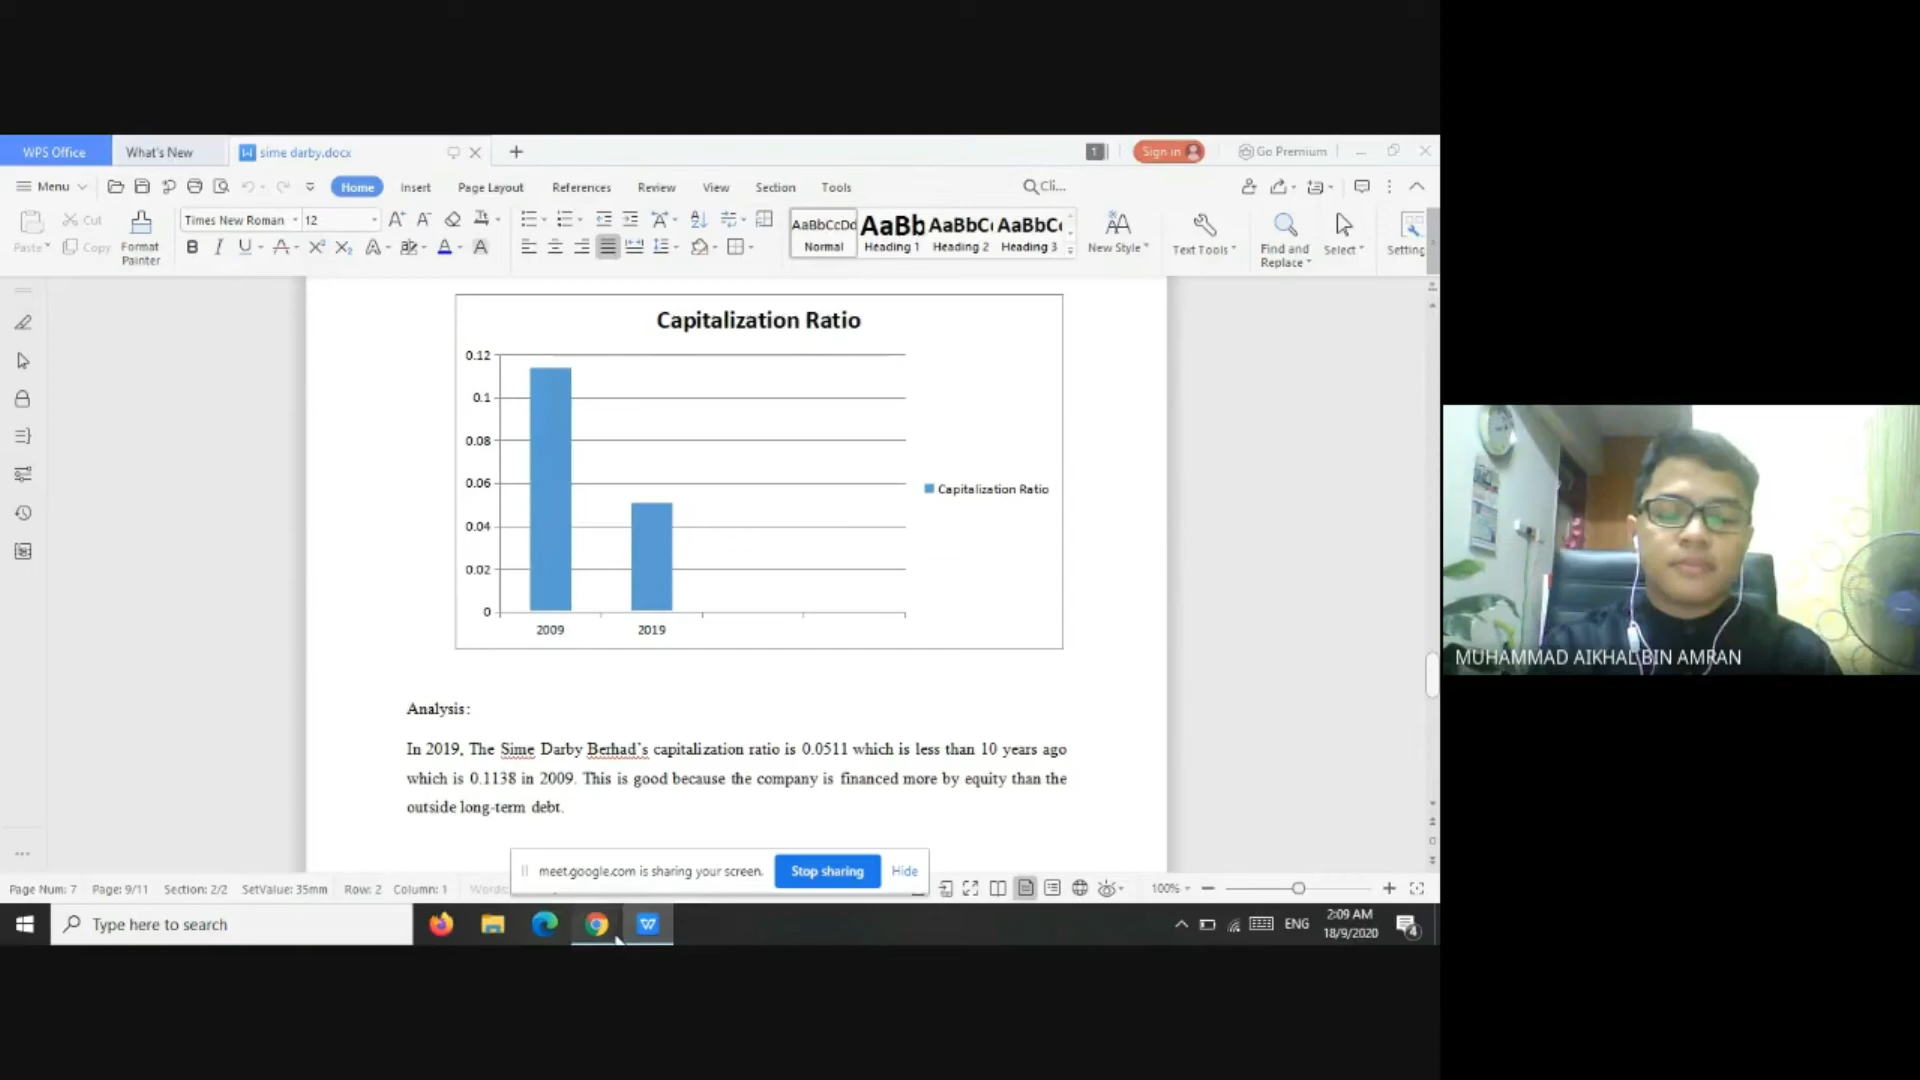 WPS Office What's New sime darby.docx 1 Sign in Go Premium
Menu Home Insert Page Layout References Review View Section Tools Cli...
Paste Cut Copy Format Painter Times New Roman 12 AaBbCcDd Normal AaBb Heading 1 AaBbC Heading 2 AaBbC Heading 3 New Style Text Tools Find and Replace Select Setting
Capitalization Ratio
0.12
0.1
0.08
0.06
0.04
0.02
0
2009 2019
Capitalization Ratio
Analysis:
In 2019, The Sime Darby Berhad's capitalization ratio is 0.0511 which is less than 10 years ago
which is 0.1138 in 2009. This is good because the company is financed more by equity than the
outside long-term debt.
meet.google.com is sharing your screen. Stop sharing Hide
Page Num: 7 Page: 9/11 Section: 2/2 SetValue: 35mm Row: 2 Column: 1 Words: 100%
Type here to search ENG 2:09 AM
18/9/2020 4
MUHAMMAD AIKHAL BIN AMRAN